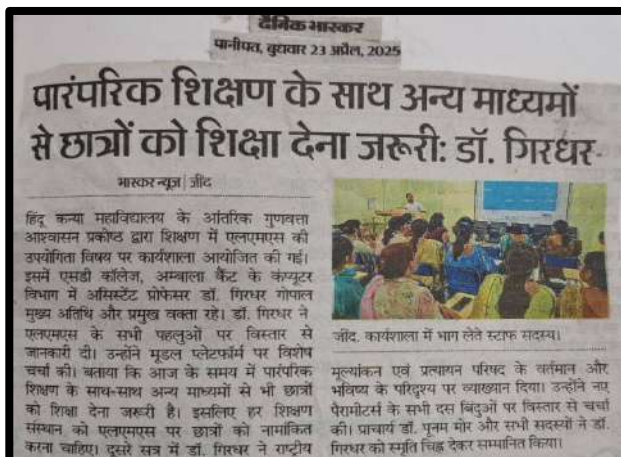 दैनिक भास्कर
पानीपत, बुधवार 23 अप्रैल, 2025
पारंपरिक शिक्षण के साथ अन्य माध्यमों
से छात्रों को शिक्षा देना जरूरी: डॉ. गिरधर
भास्कर न्यूज | जींद
हिंदू कन्या महाविद्यालय के आंतरिक गुणवत्ता
आश्वासन प्रकोष्ठ द्वारा शिक्षण में एलएमएस की
उपयोगिता विषय पर कार्यशाला आयोजित की गई।
इसमें एसडी कॉलेज, अम्बाला कैंट के कंप्यूटर
विभाग में असिस्टेंट प्रोफेसर डॉ. गिरधर गोपाल
मुख्य अतिथि और प्रमुख वक्ता रहे। डॉ. गिरधर ने
एलएमएस के सभी पहलुओं पर विस्तार से
जानकारी दी। उन्होंने मूडल प्लेटफॉर्म पर विशेष
चर्चा की। बताया कि आज के समय में पारंपरिक
शिक्षण के साथ-साथ अन्य माध्यमों से भी छात्रों
को शिक्षा देना जरूरी है। इसलिए हर शिक्षण
संस्थान को एलएमएस पर छात्रों को नामांकित
करना चाहिए। दूसरे सत्र में डॉ. गिरधर ने राष्ट्रीय
जींद. कार्यशाला में भाग लेते स्टाफ सदस्य।
मूल्यांकन एवं प्रत्यायन परिषद के वर्तमान और
भविष्य के परिदृश्य पर व्याख्यान दिया। उन्होंने नए
पैरामीटर्स के सभी दस बिंदुओं पर विस्तार से चर्चा
की। प्राचार्य डॉ. पूनम मोर और सभी सदस्यों ने डॉ.
गिरधर को स्मृति चिह्न देकर सम्मानित किया।